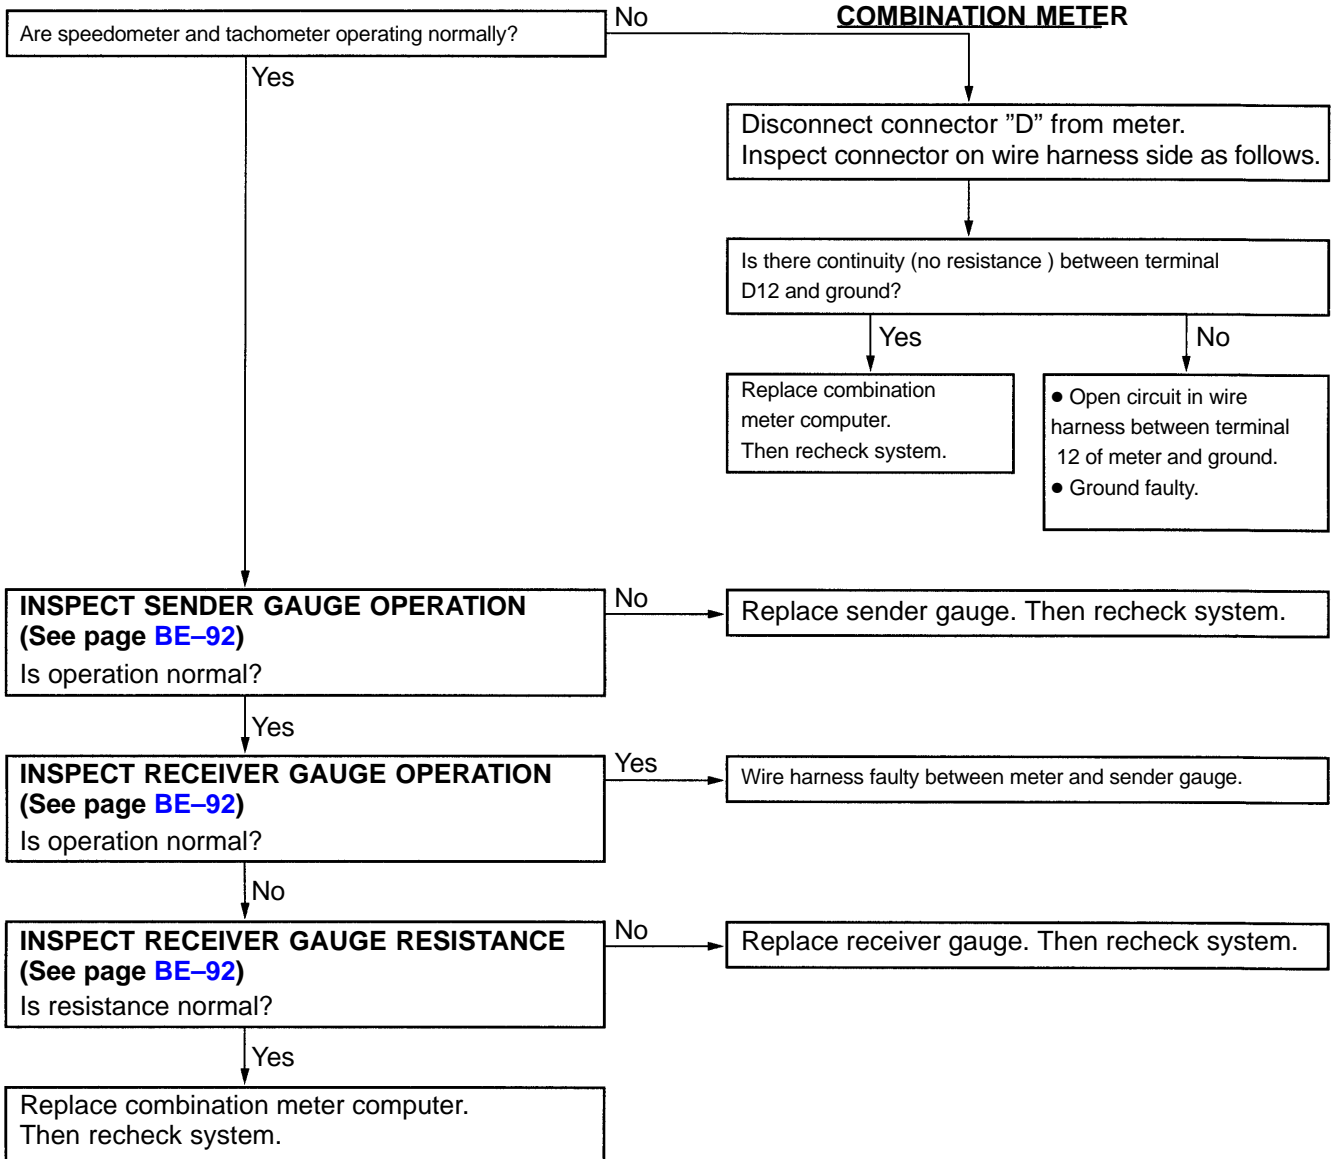 COMBINATION METER
Are speedometer and tachometer operating normally?
No
Yes
Disconnect connector ”D” from meter.
Inspect connector on wire harness side as follows.
Is there continuity (no resistance ) between terminal
D12 and ground?
Yes
No
Replace combination
meter computer.
Then recheck system.
● Open circuit in wire
harness between terminal
12 of meter and ground.
● Ground faulty.
INSPECT SENDER GAUGE OPERATION
(See page BE–92)
Is operation normal?
No
Replace sender gauge. Then recheck system.
Yes
INSPECT RECEIVER GAUGE OPERATION
(See page BE–92)
Is operation normal?
Yes
Wire harness faulty between meter and sender gauge.
No
INSPECT RECEIVER GAUGE RESISTANCE
(See page BE–92)
Is resistance normal?
No
Replace receiver gauge. Then recheck system.
Yes
Replace combination meter computer.
Then recheck system.